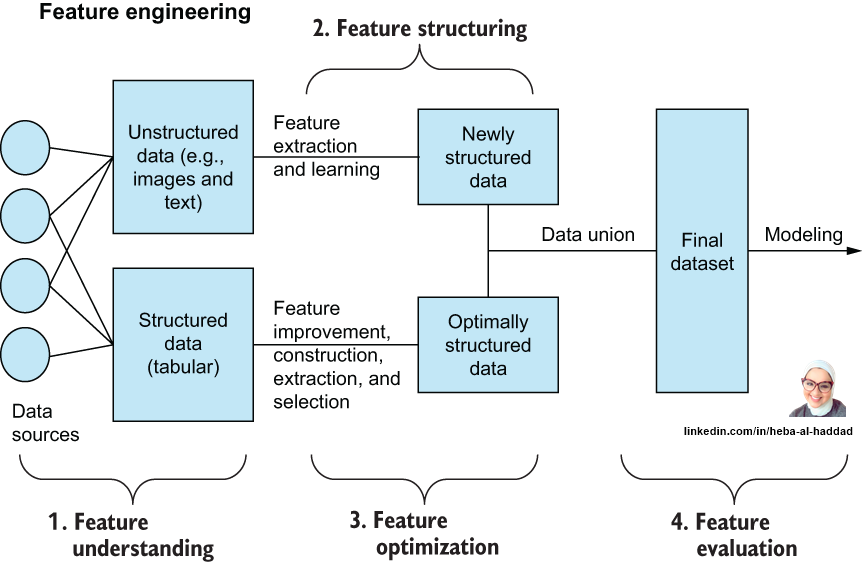 Feature engineering
2. Feature structuring
Unstructured
data (e.g.,
images and
text)
Feature
extraction
and learning
Newly
structured
data
Data union
Final
dataset
Modeling
Structured
data
(tabular)
Feature
improvement,
construction,
extraction, and
selection
Optimally
structured
data
Data
sources
linkedin.com/in/heba-al-haddad
1. Feature
understanding
3. Feature
optimization
4. Feature
evaluation